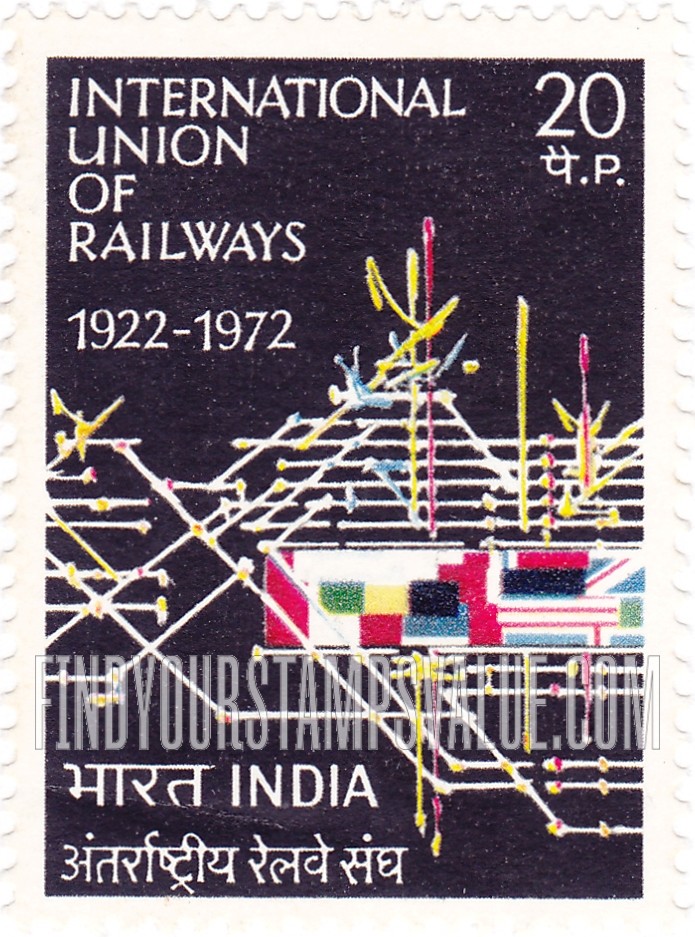 INTERNATIONAL
UNION
OF
RAILWAYS
1922-1972
20
पै.P.
FINDYOURSTAMPSVALUE.COM
भारत INDIA
अंतर्राष्ट्रीय रेलवे संघ